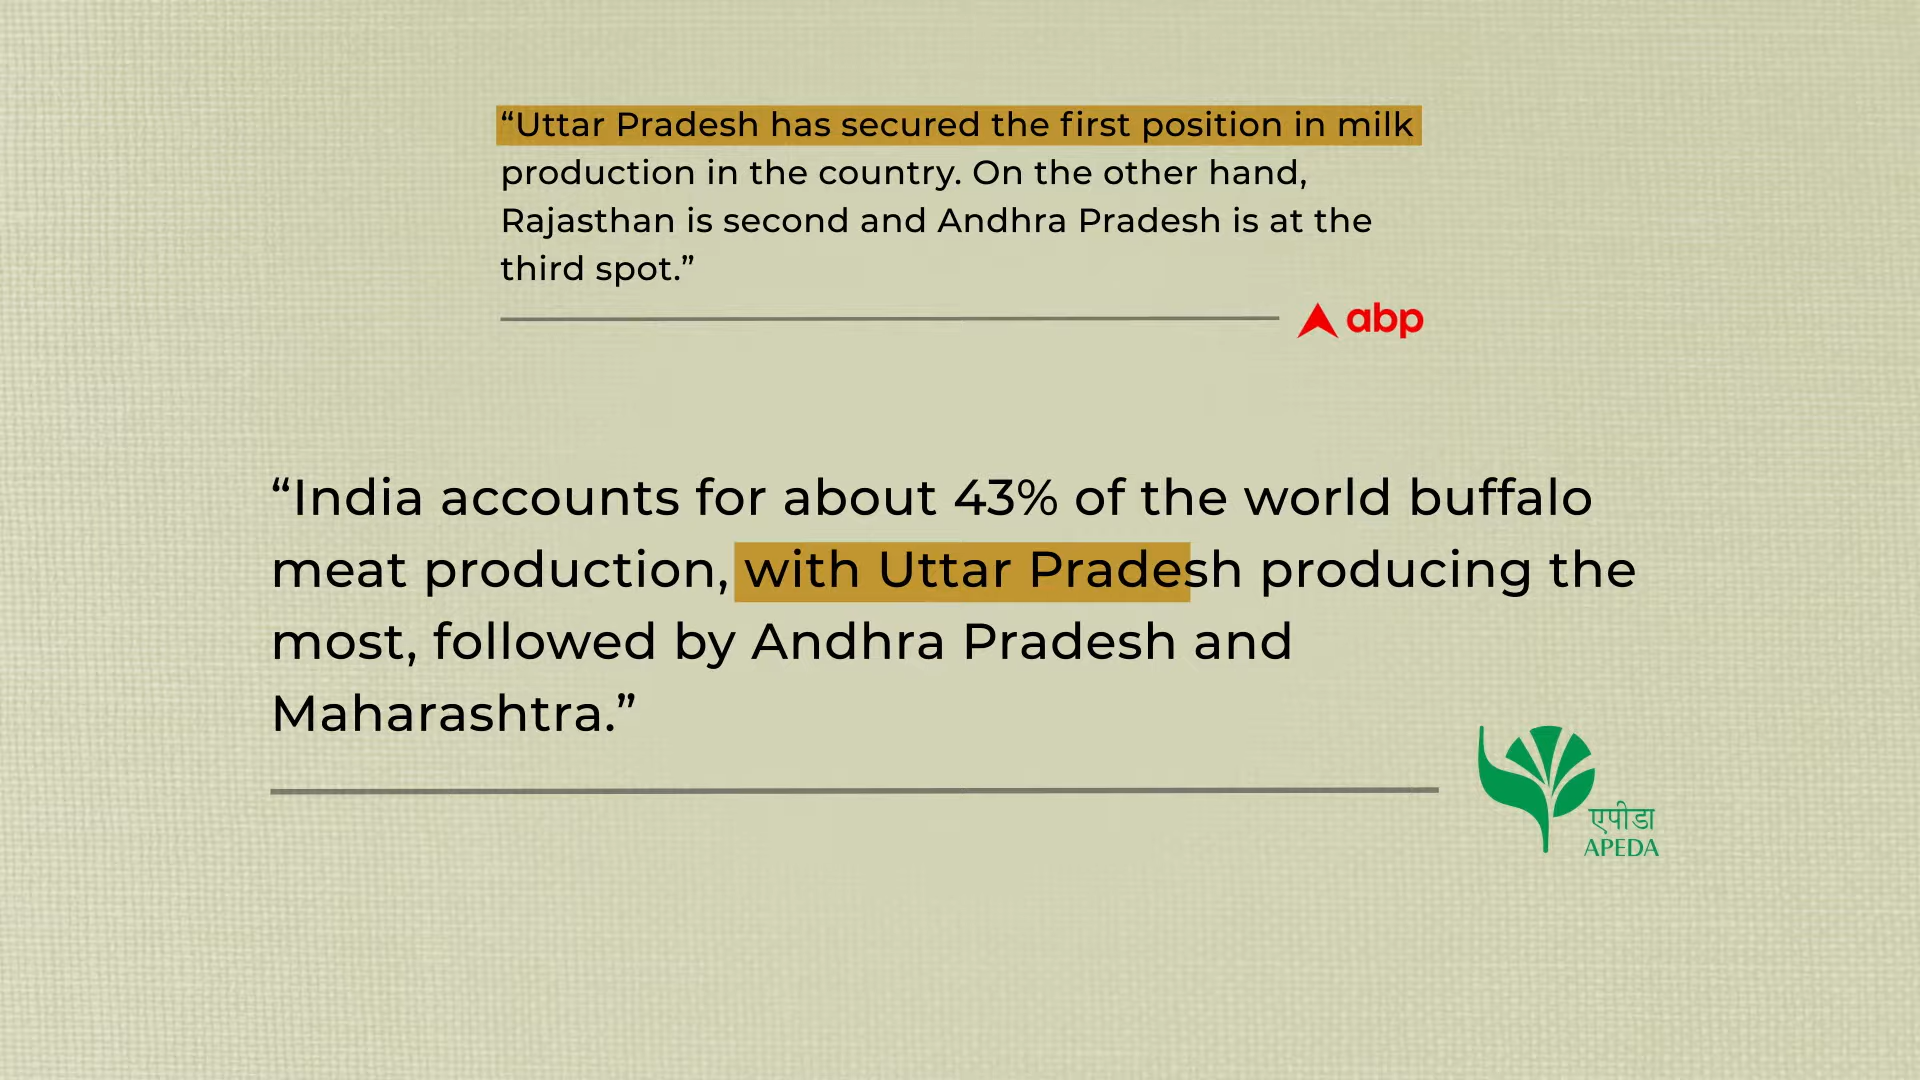 “Uttar Pradesh has secured the first position in milk
production in the country. On the other hand,
Rajasthan is second and Andhra Pradesh is at the
third spot.”
abp
“India accounts for about 43% of the world buffalo
meat production, with Uttar Pradesh producing the
most, followed by Andhra Pradesh and
Maharashtra.”
एपीडा
APEDA